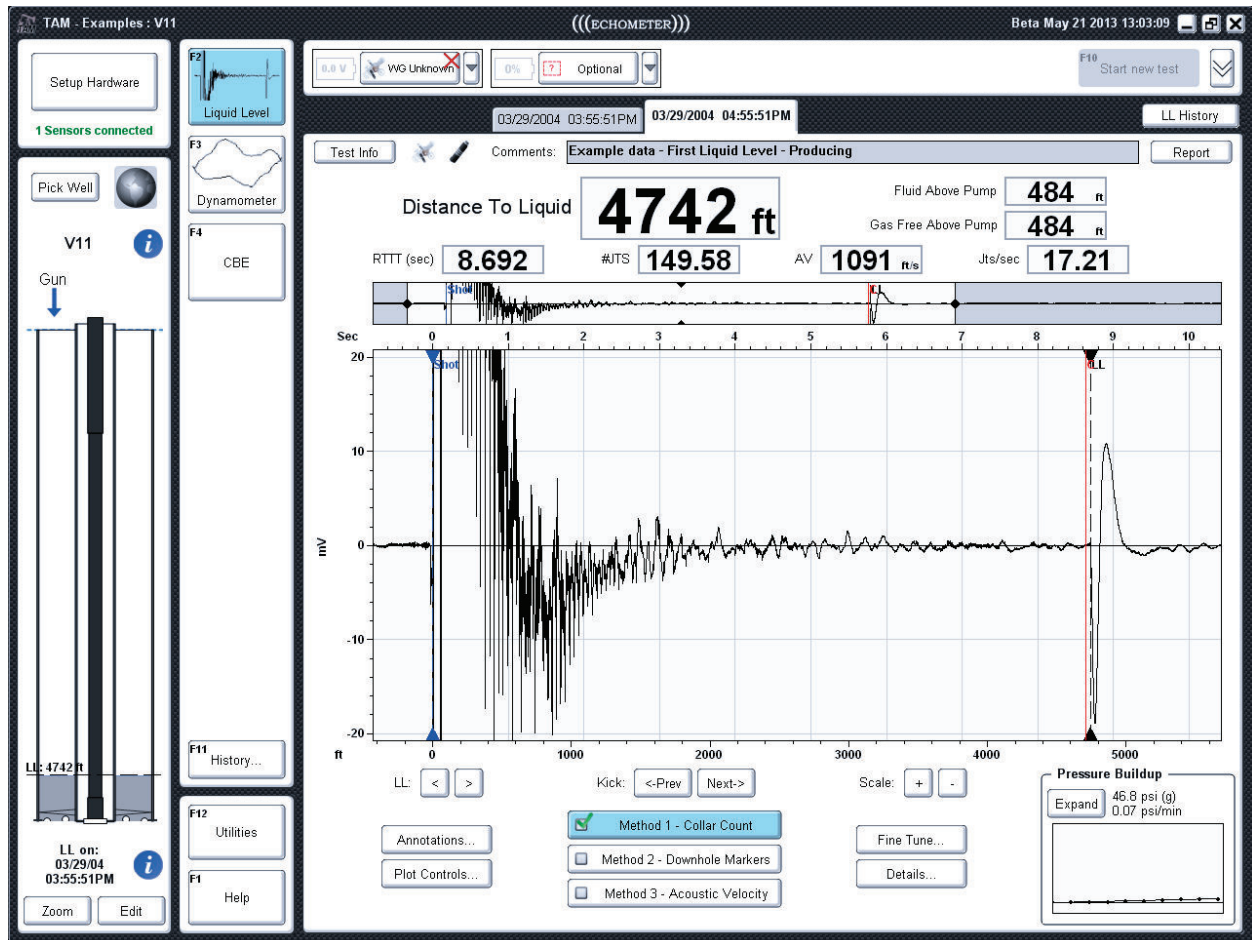 TAM - Examples : V11
(((ECHOMETER)))
Beta May 21 2013 13:03:09
Setup Hardware
1 Sensors connected
Pick Well
V11
Gun
LL: 4742 ft
LL on:
03/29/04
03:55:51PM
Zoom Edit
F2
Liquid Level
F3
Dynamometer
F4
CBE
F11
History...
F12
Utilities
F1
Help
0.0 V WG Unknown 0% ? Optional
F10
Start new test
03/29/2004 03:55:51PM 03/29/2004 04:55:51PM
LL History
Test Info Comments: Example data - First Liquid Level - Producing Report
Distance To Liquid 4742 ft
Fluid Above Pump 484 ft
Gas Free Above Pump 484 ft
RTTT (sec) 8.692 #JTS 149.58 AV 1091 ft/s Jts/sec 17.21
Shot LL
Sec 0 1 2 3 4 5 6 7 8 9 10
Shot LL
20
10
0
-10
-20
mV
ft 0 1000 2000 3000 4000 5000
LL: < > Kick: <-Prev Next-> Scale: + -
Annotations...
Plot Controls...
Method 1 - Collar Count
Method 2 - Downhole Markers
Method 3 - Acoustic Velocity
Fine Tune...
Details...
Pressure Buildup
Expand
46.8 psi (g)
0.07 psi/min